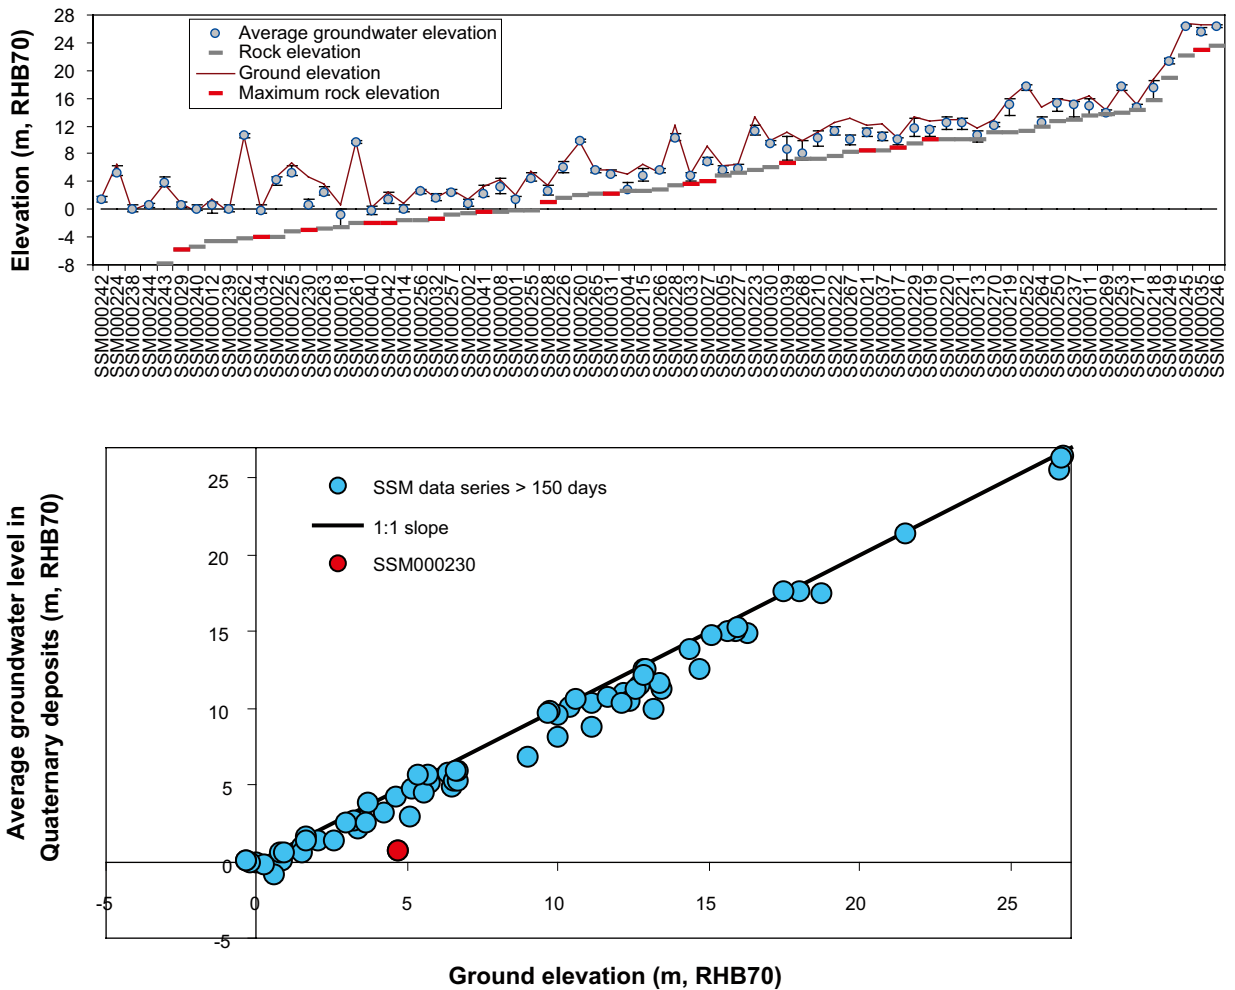 Elevation (m, RHB70)
28
24
20
16
12
8
4
0
-4
-8
Average groundwater elevation
Rock elevation
Ground elevation
Maximum rock elevation
SSM000242
SSM000224
SSM000238
SSM000244
SSM000243
SSM000029
SSM000240
SSM000012
SSM000239
SSM000262
SSM000034
SSM000022
SSM000225
SSM000230
SSM000263
SSM000018
SSM000261
SSM000040
SSM000042
SSM000014
SSM000256
SSM000032
SSM000257
SSM000002
SSM000041
SSM000008
SSM000001
SSM000255
SSM000028
SSM000226
SSM000260
SSM000265
SSM000031
SSM000004
SSM000215
SSM000266
SSM000228
SSM000033
SSM000027
SSM000005
SSM000227
SSM000223
SSM000030
SSM000039
SSM000268
SSM000210
SSM000222
SSM000267
SSM000021
SSM000037
SSM000017
SSM000229
SSM000019
SSM000220
SSM000221
SSM000213
SSM000270
SSM000219
SSM000252
SSM000264
SSM000250
SSM000237
SSM000011
SSM000269
SSM000253
SSM000271
SSM000218
SSM000249
SSM000245
SSM000035
SSM000246
Average groundwater level in
Quaternary deposits (m, RHB70)
25
20
15
10
5
0
-5
SSM data series > 150 days
1:1 slope
SSM000230
-5
0
5
10
15
20
25
Ground elevation (m, RHB70)